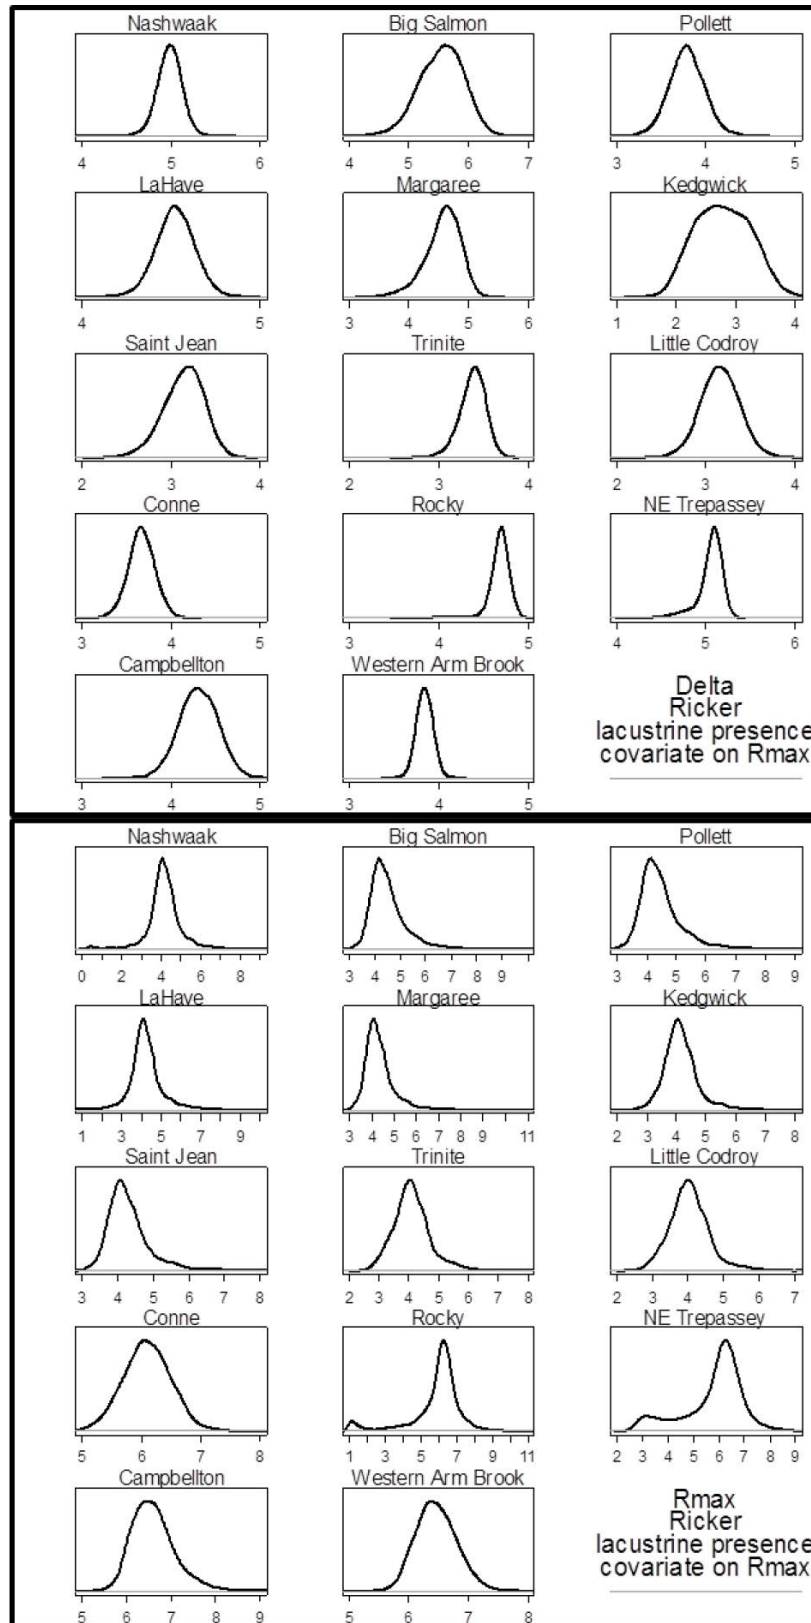 Nashwaak Big Salmon Pollett
4 5 6 4 5 6 7 3 4 5
LaHave Margaree Kedgwick
4 5 3 4 5 6 1 2 3 4
Saint Jean Trinite Little Codroy
2 3 4 2 3 4 2 3 4
Conne Rocky NE Trepassey
3 4 5 3 4 5 4 5 6
Campbellton Western Arm Brook
3 4 5 3 4 5
Delta
Ricker
lacustrine presence
covariate on Rmax
Nashwaak Big Salmon Pollett
0 2 4 6 8 3 4 5 6 7 8 9 3 4 5 6 7 8 9
LaHave Margaree Kedgwick
1 3 5 7 9 3 4 5 6 7 8 9 11 2 3 4 5 6 7 8
Saint Jean Trinite Little Codroy
3 4 5 6 7 8 2 3 4 5 6 7 8 2 3 4 5 6 7
Conne Rocky NE Trepassey
5 6 7 8 1 3 4 5 6 7 8 9 11 2 3 4 5 6 7 8 9
Campbellton Western Arm Brook
5 6 7 8 9 5 6 7 8
Rmax
Ricker
lacustrine presence
covariate on Rmax